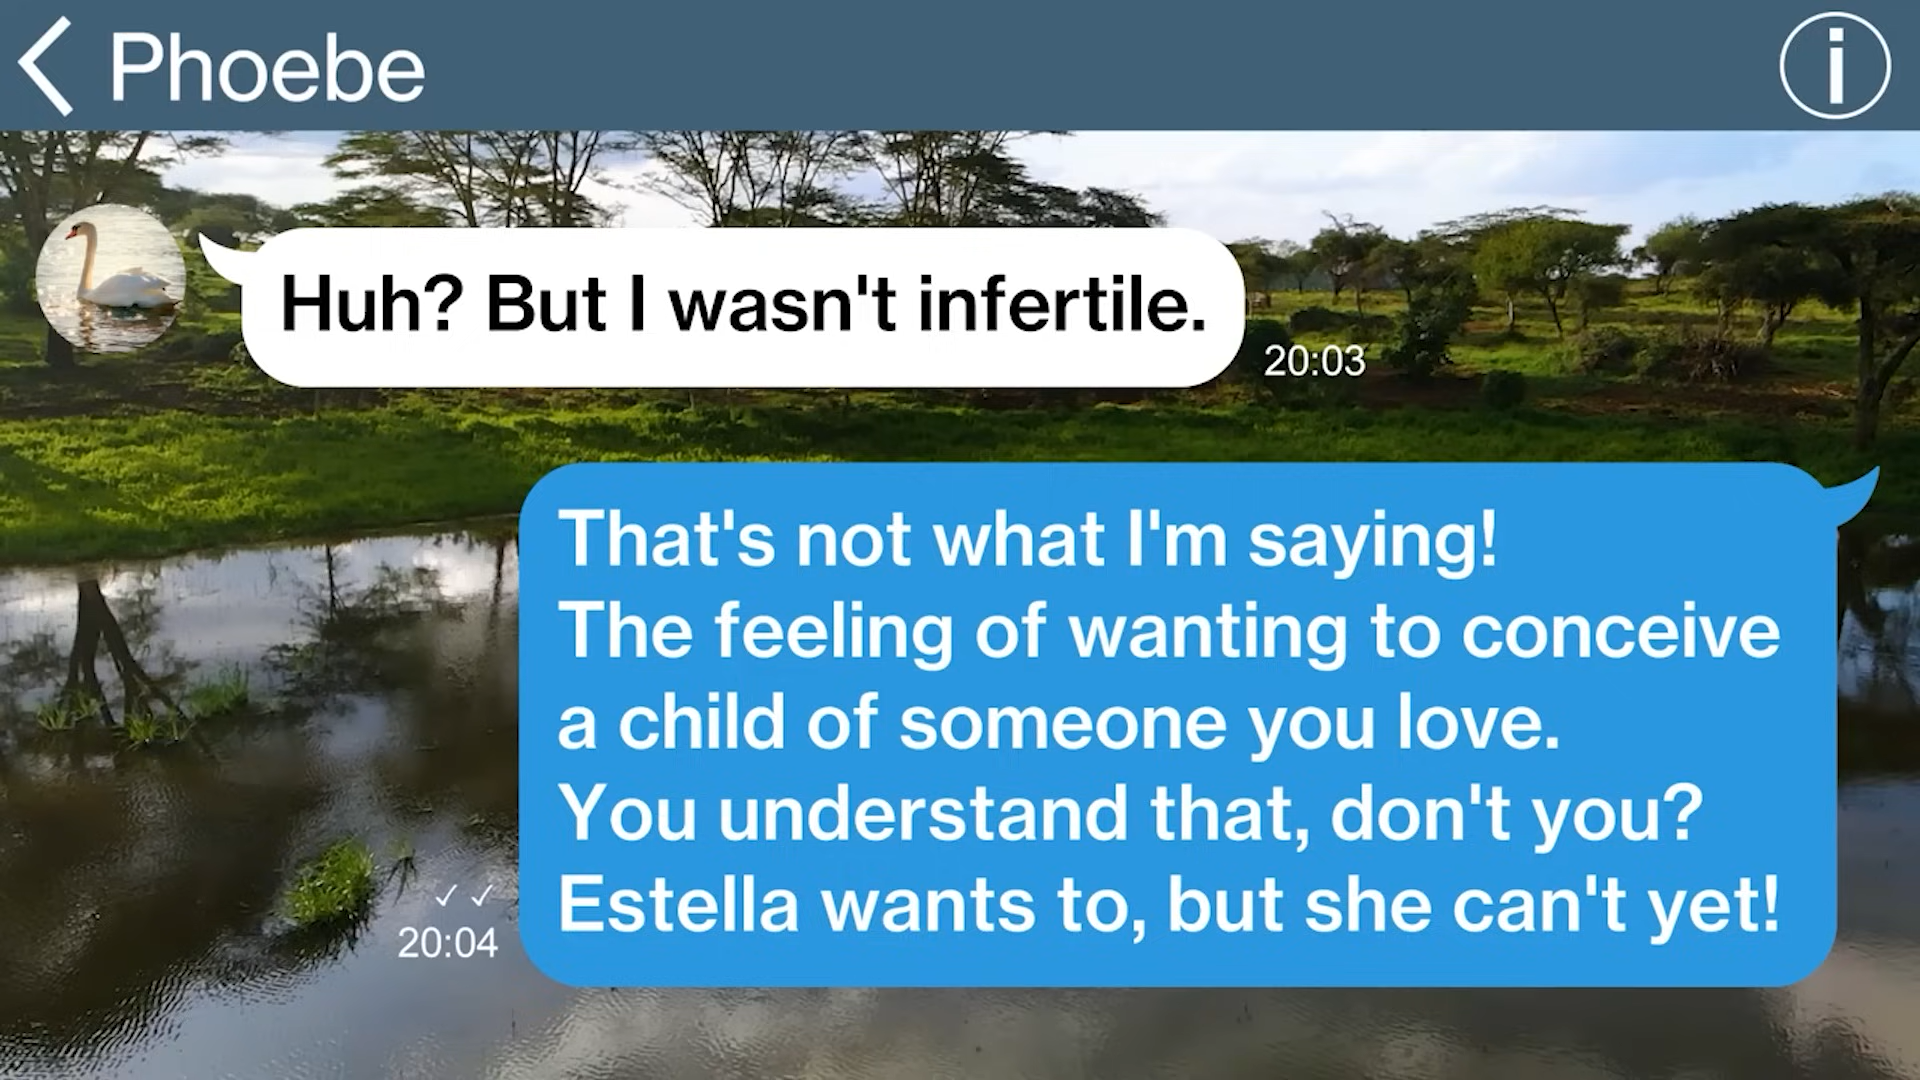 Phoebe
Huh? But I wasn't infertile.
20:03
That's not what I'm saying!
The feeling of wanting to conceive
a child of someone you love.
You understand that, don't you?
Estella wants to, but she can't yet!
20:04